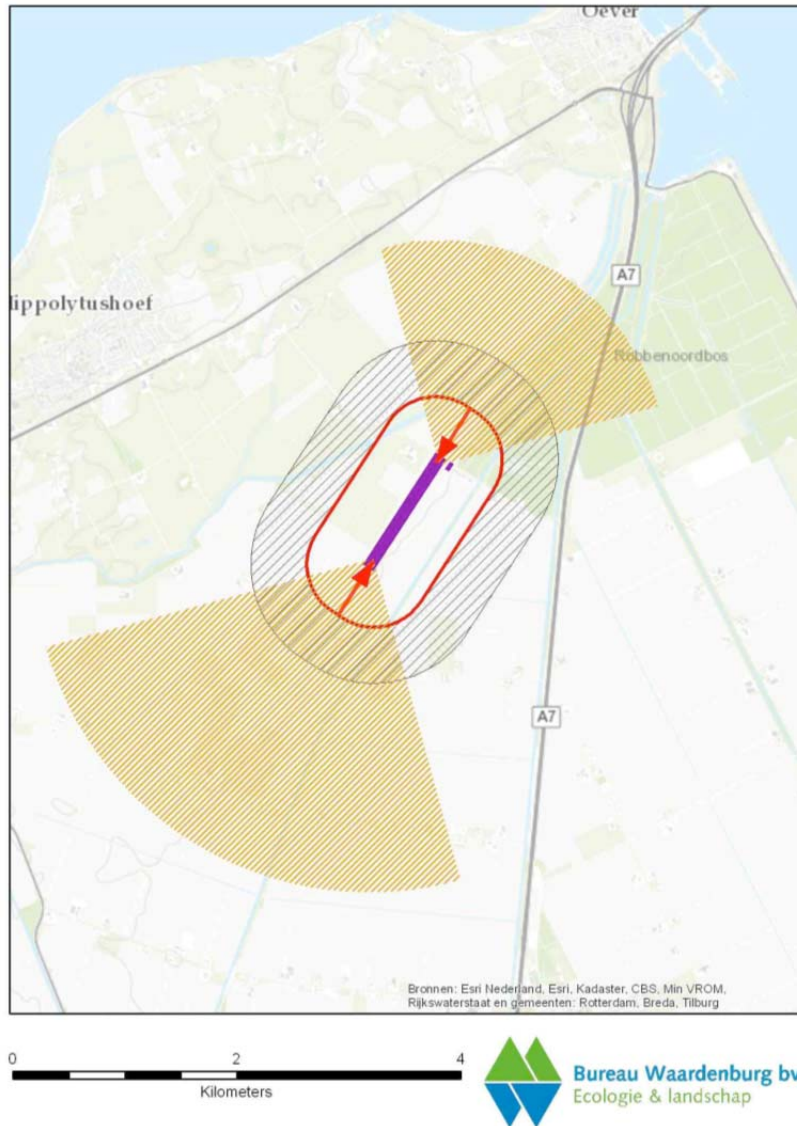 Oever
A7
lippolytushoef
Robbenoordbos
A7
Bronnen: Esri Nederland, Esri, Kadaster, CBS, Min VROM,
Rijkswaterstaat en gemeenten: Rotterdam, Breda, Tilburg
0 2 4
Kilometers
Bureau Waardenburg bv
Ecologie & landschap